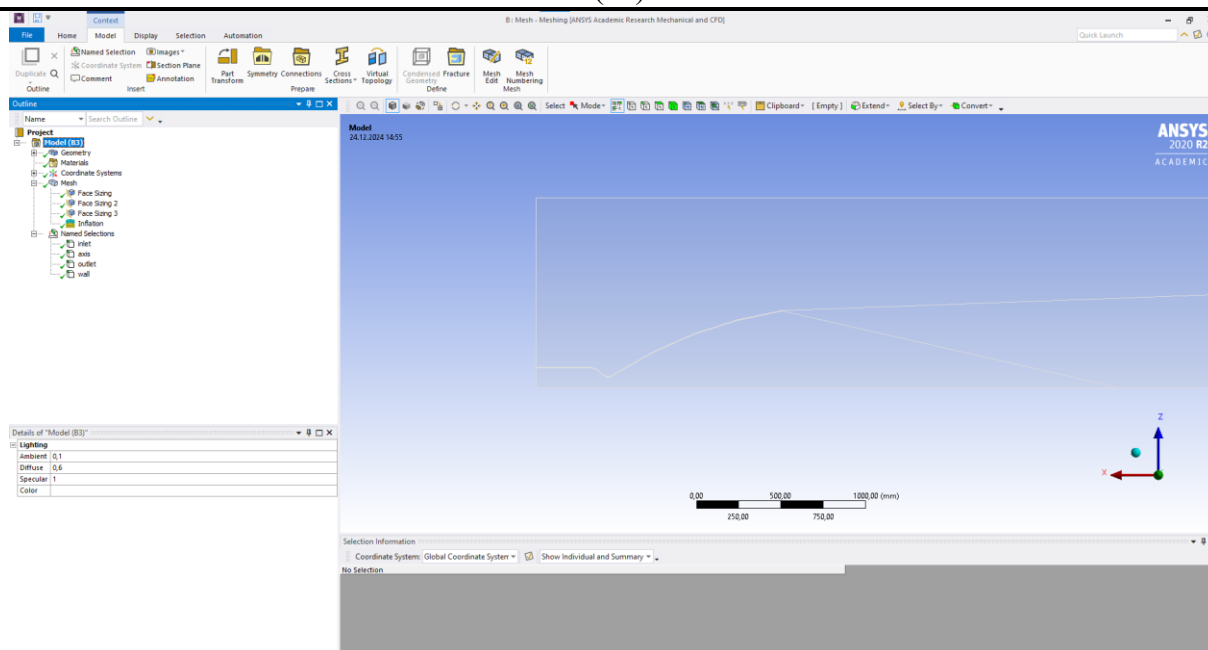 B: Mesh - Meshing [ANSYS Academic Research Mechanical and CFD]
Context
File Home Model Display Selection Automation
Quick Launch
Duplicate
Outline
Named Selection
Coordinate System
Comment
Images
Section Plane
Annotation
Insert
Part Transform
Symmetry
Connections
Prepare
Cross Sections
Virtual Topology
Condensed Geometry
Fracture
Define
Mesh Edit
Mesh Numbering
Mesh
Outline
Name Search Outline
Select Mode Clipboard [Empty] Extend Select By Convert
Project
Model (B3)
Geometry
Materials
Coordinate Systems
Mesh
Face Sizing
Face Sizing 2
Face Sizing 3
Inflation
Named Selections
inlet
axis
outlet
wall
Model
24.12.2024 14:55
ANSYS
2020 R2
ACADEMIC
Z
X
0,00 500,00 1000,00 (mm)
250,00 750,00
Details of "Model (B3)"
Lighting
Ambient 0,1
Diffuse 0,6
Specular 1
Color
Selection Information
Coordinate System: Global Coordinate System Show Individual and Summary
No Selection